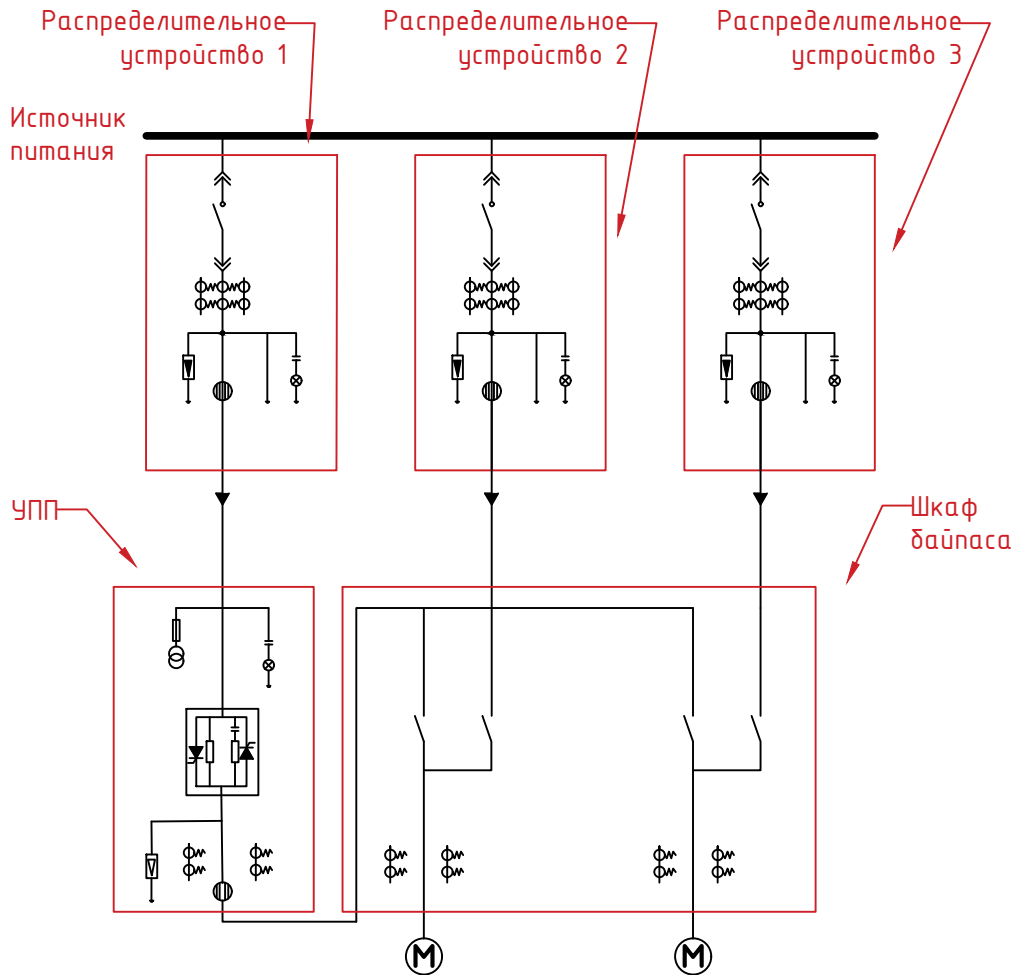 Распределительное
устройство 1
Распределительное
устройство 2
Распределительное
устройство 3
Источник
питания
УПП
Шкаф
байпаса
M
M